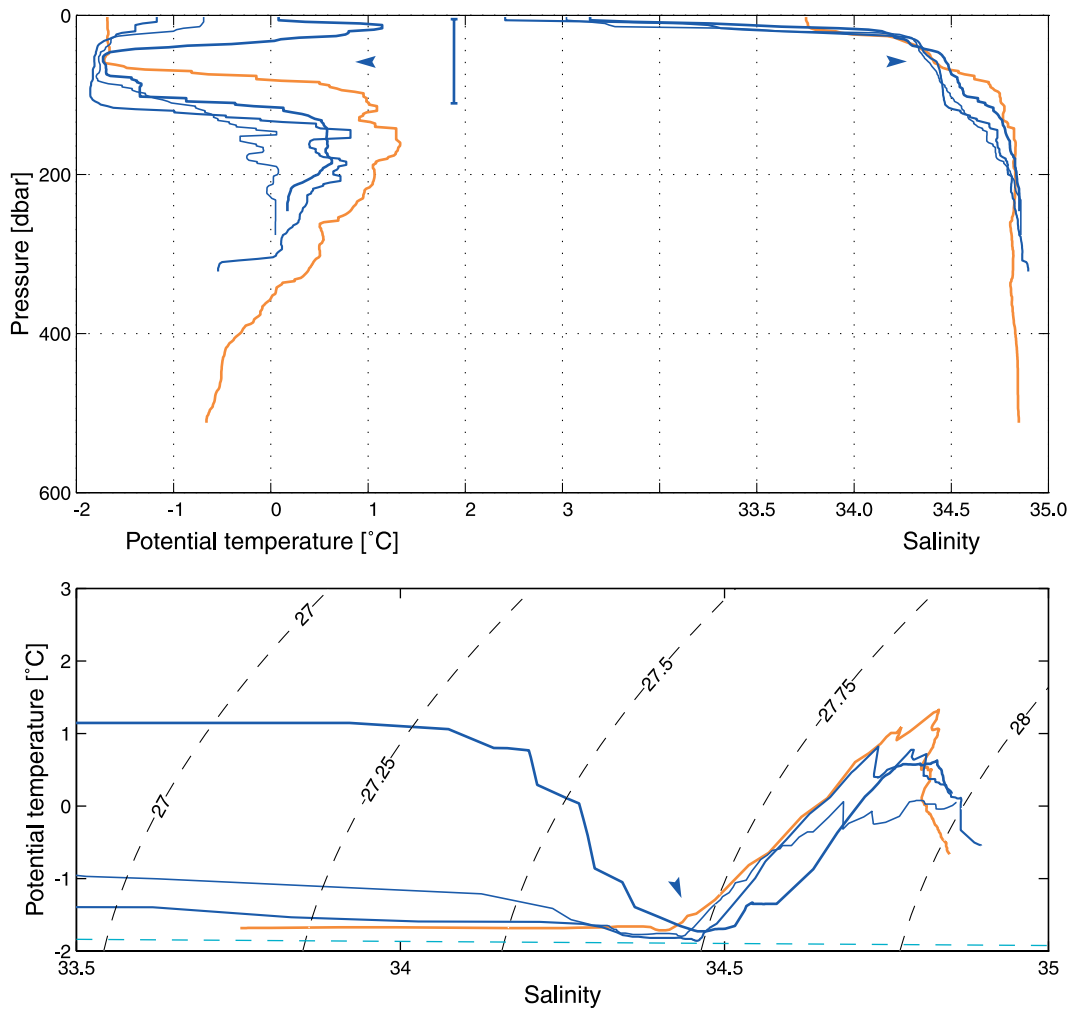 0
200
400
600
Pressure [dbar]
-2 -1 0 1 2 3 33.5 34.0 34.5 35.0
Potential temperature [˚C] Salinity
3
2
1
0
-1
-2
Potential temperature [˚C]
27
27
27.25
27.5
27.75
28
33.5 34 34.5 35
Salinity